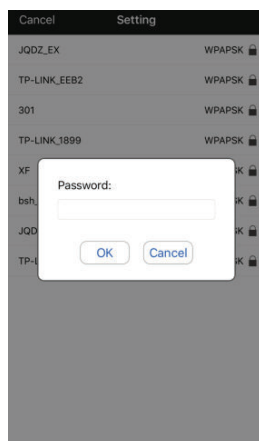 Cancel Setting
JQDZ_EX WPAPSK
TP-LINK_EEB2 WPAPSK
301 WPAPSK
TP-LINK_1899 WPAPSK
XF
Password:
bsh_
JQD
OK Cancel
TP-L